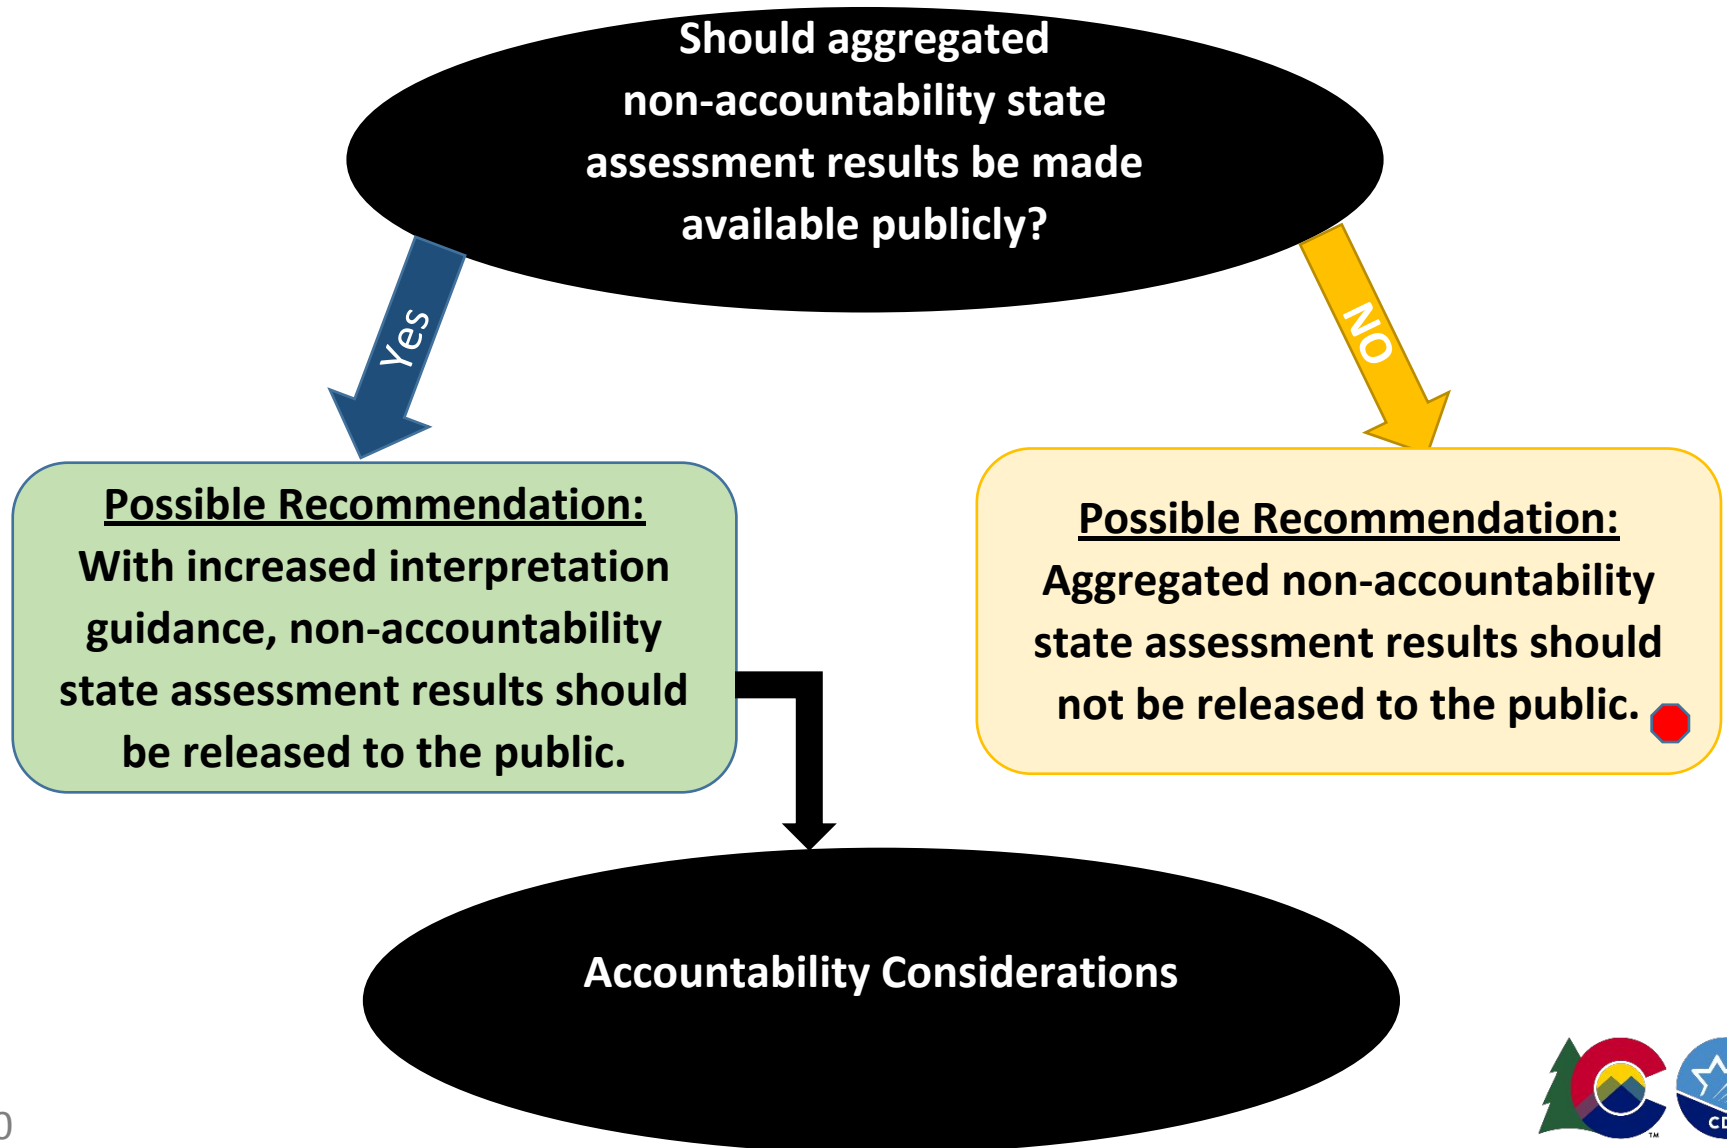 Should aggregated
non-accountability state
assessment results be made
available publicly?
Yes
NO
Possible Recommendation:
With increased interpretation
guidance, non-accountability
state assessment results should
be released to the public.
Possible Recommendation:
Aggregated non-accountability
state assessment results should
not be released to the public.
Accountability Considerations
0
TM